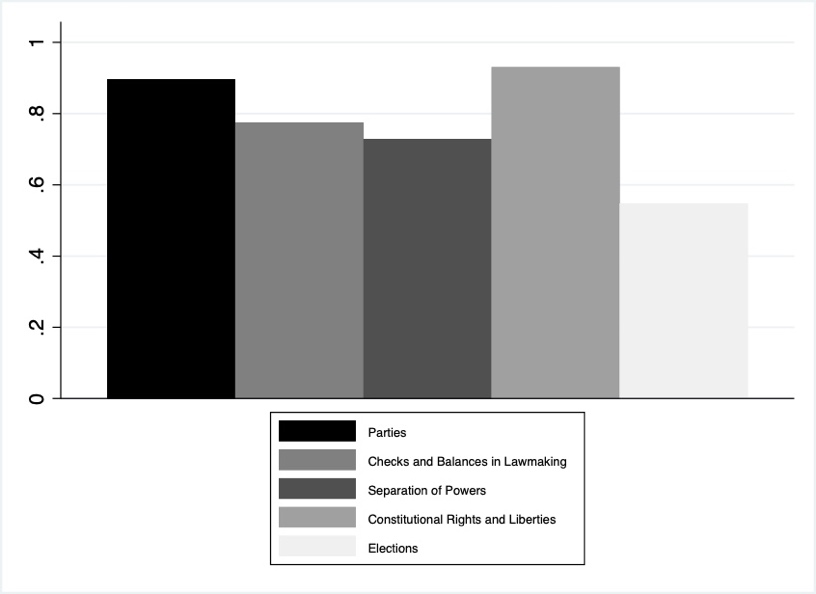 1
.8
.6
.4
.2
0
Parties
Checks and Balances in Lawmaking
Separation of Powers
Constitutional Rights and Liberties
Elections